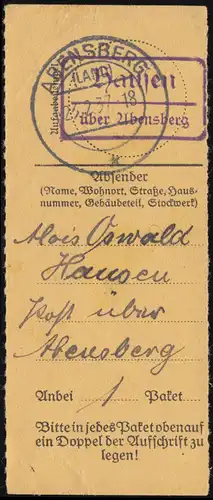 ABENSBERG
(LAND)
Hausen
über Abensberg
Absender
(Name, Wohnort, Straße, Haus-
nummer, Gebäudeteil, Stockwerk)
Alois Oswald
Hausen
Post über
Abensberg
Anbei 1 Paket
Bitte in jedes Paket obenauf
ein Doppel der Aufschrift zu
legen!